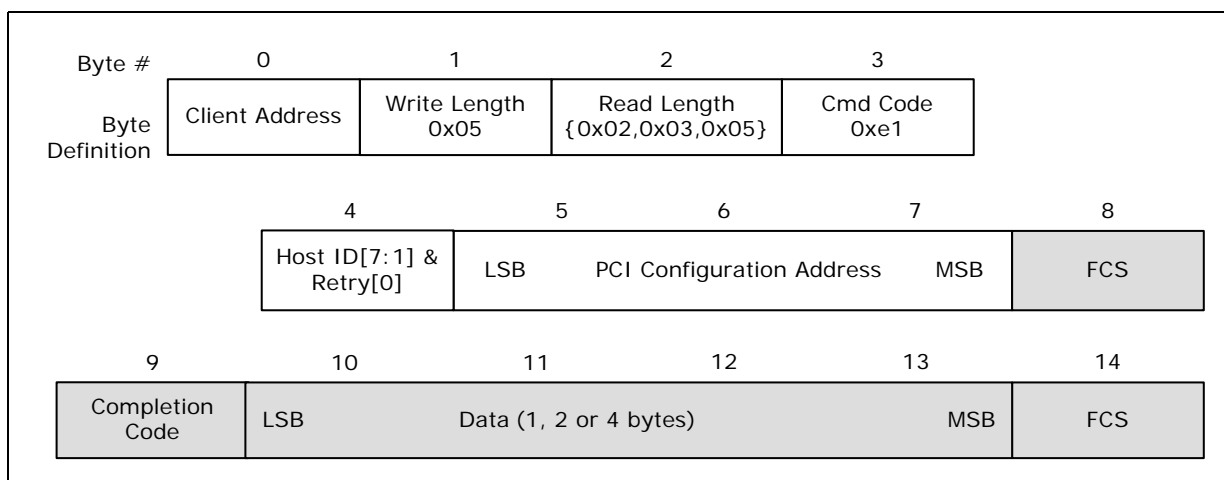 Byte # 0 1 2 3
Byte Definition
Client Address
Write Length
0x05
Read Length
{0x02,0x03,0x05}
Cmd Code
0xe1
4 5 6 7 8
Host ID[7:1] &
Retry[0]
LSB PCI Configuration Address MSB
FCS
9 10 11 12 13 14
Completion
Code
LSB Data (1, 2 or 4 bytes) MSB
FCS